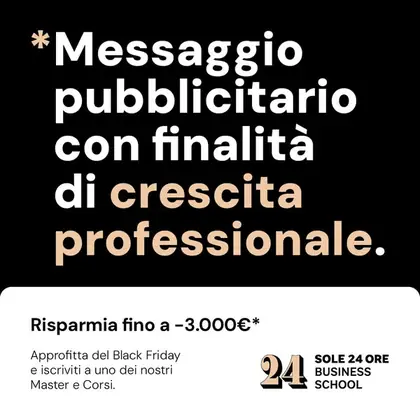 *Messaggio
pubblicitario
con finalità
di crescita
professionale.
Risparmia fino a -3.000€*
Approfitta del Black Friday
e iscriviti a uno dei nostri
Master e Corsi.
24
SOLE 24 ORE
BUSINESS
SCHOOL